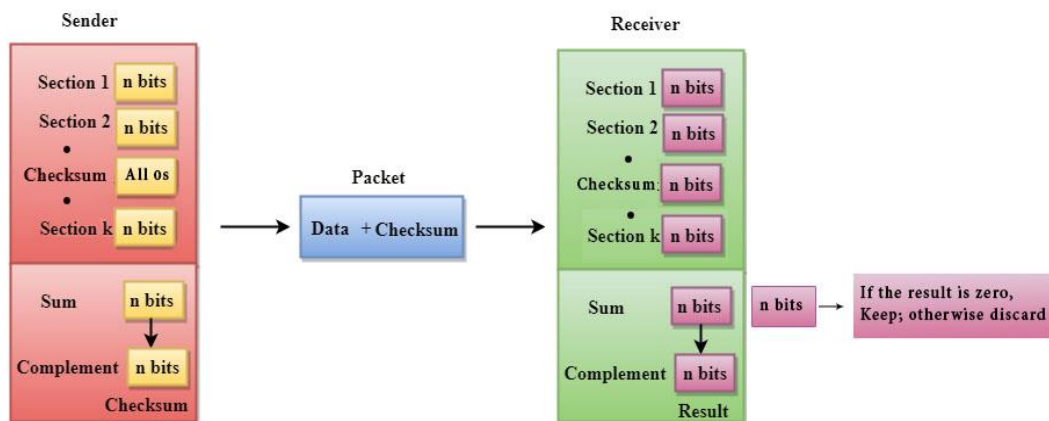 Sender
Section 1 n bits
Section 2 n bits
Checksum All 0s
Section k n bits
Sum n bits
Complement n bits
Checksum
Packet
Data + Checksum
Receiver
Section 1 n bits
Section 2 n bits
Checksum: n bits
Section k n bits
Sum n bits
Complement n bits
Result
n bits
If the result is zero,
Keep; otherwise discard